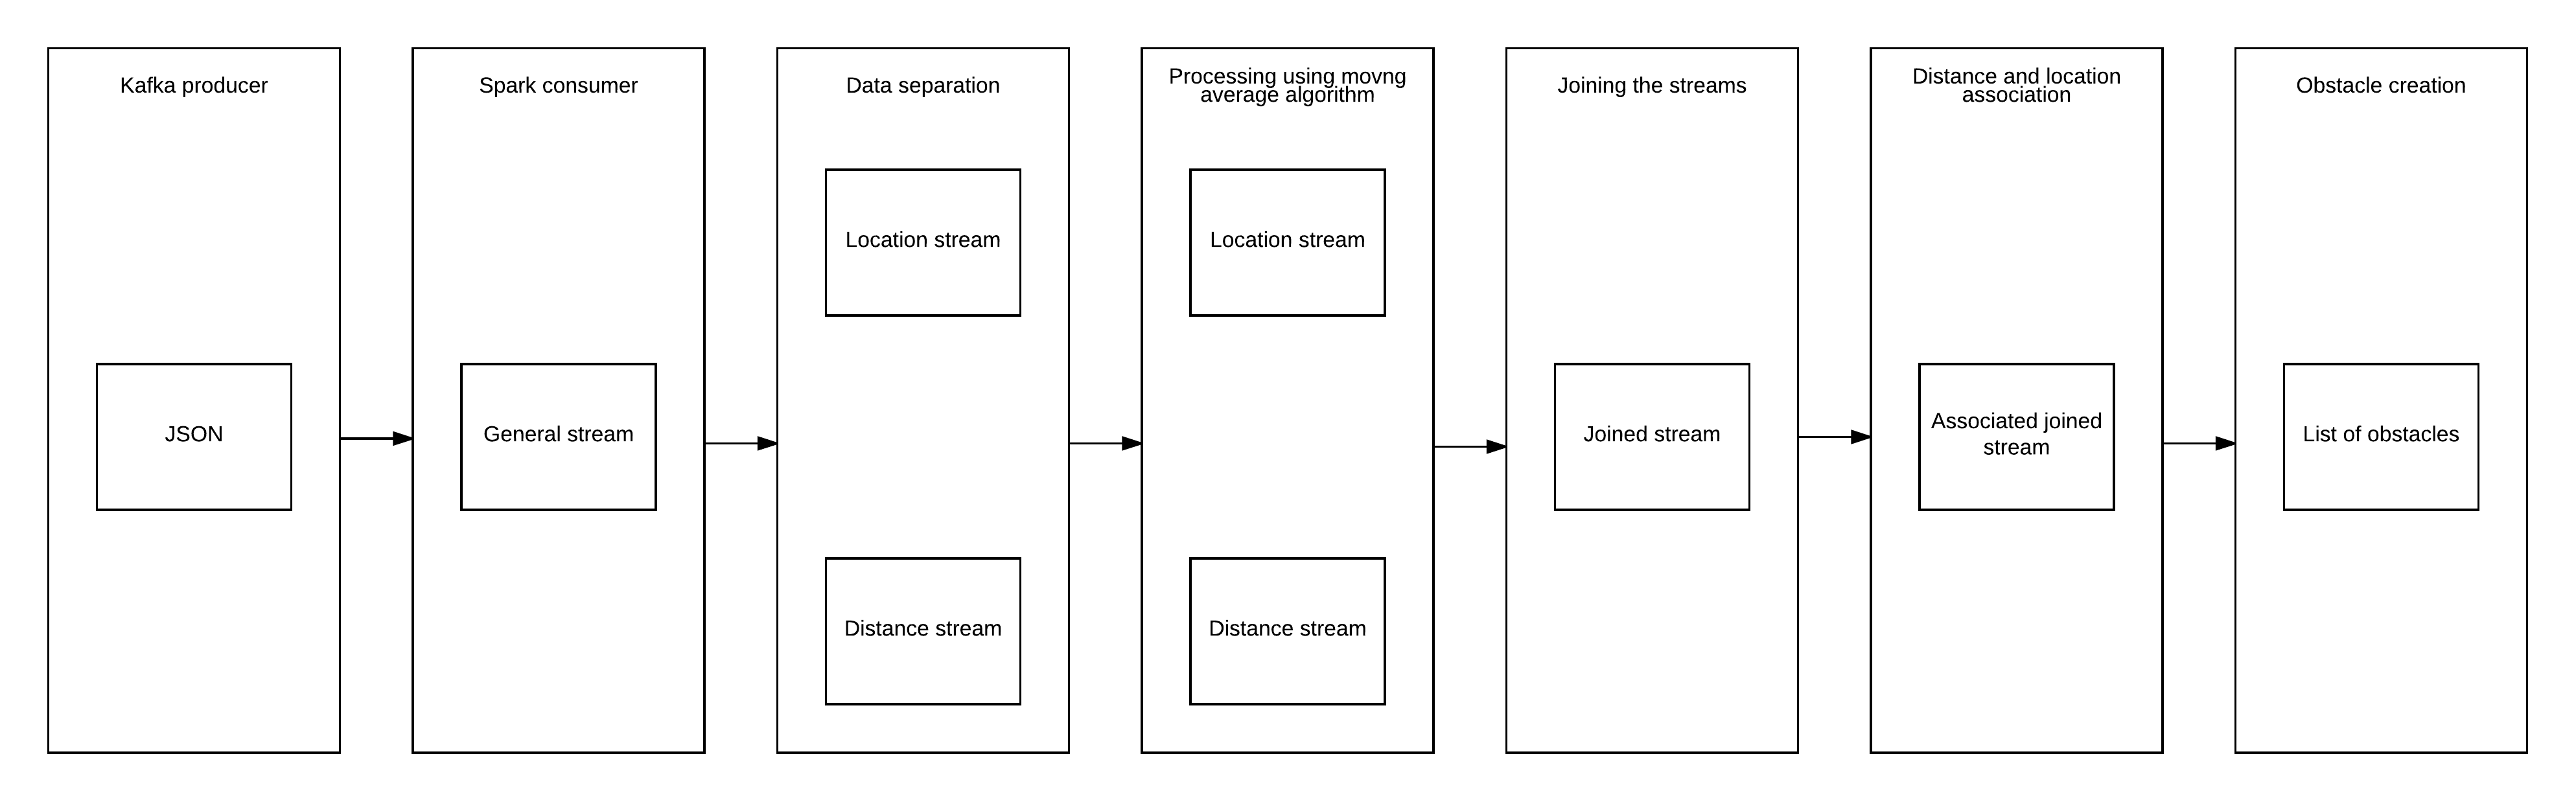 Kafka producer
JSON
Spark consumer
General stream
Data separation
Location stream
Distance stream
Processing using movng
average algorithm
Location stream
Distance stream
Joining the streams
Joined stream
Distance and location
association
Associated joined
stream
Obstacle creation
List of obstacles